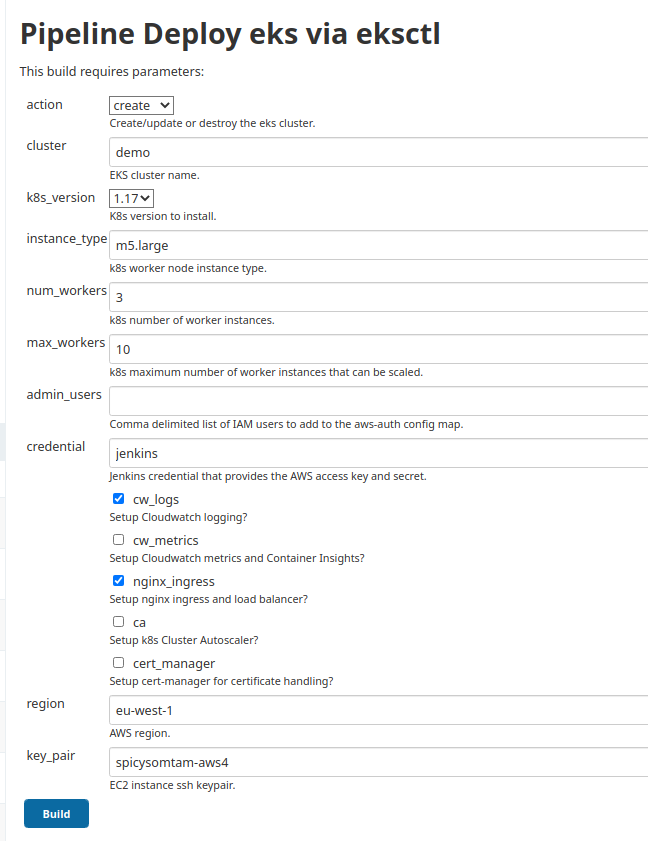 Pipeline Deploy eks via eksctl
This build requires parameters:
action
create
Create/update or destroy the eks cluster.
cluster
demo
EKS cluster name.
k8s_version
1.17
K8s version to install.
instance_type
m5.large
k8s worker node instance type.
num_workers
3
k8s number of worker instances.
max_workers
10
k8s maximum number of worker instances that can be scaled.
admin_users
Comma delimited list of IAM users to add to the aws-auth config map.
credential
jenkins
Jenkins credential that provides the AWS access key and secret.
cw_logs
Setup Cloudwatch logging?
cw_metrics
Setup Cloudwatch metrics and Container Insights?
nginx_ingress
Setup nginx ingress and load balancer?
ca
Setup k8s Cluster Autoscaler?
cert_manager
Setup cert-manager for certificate handling?
region
eu-west-1
AWS region.
key_pair
spicysomtam-aws4
EC2 instance ssh keypair.
Build